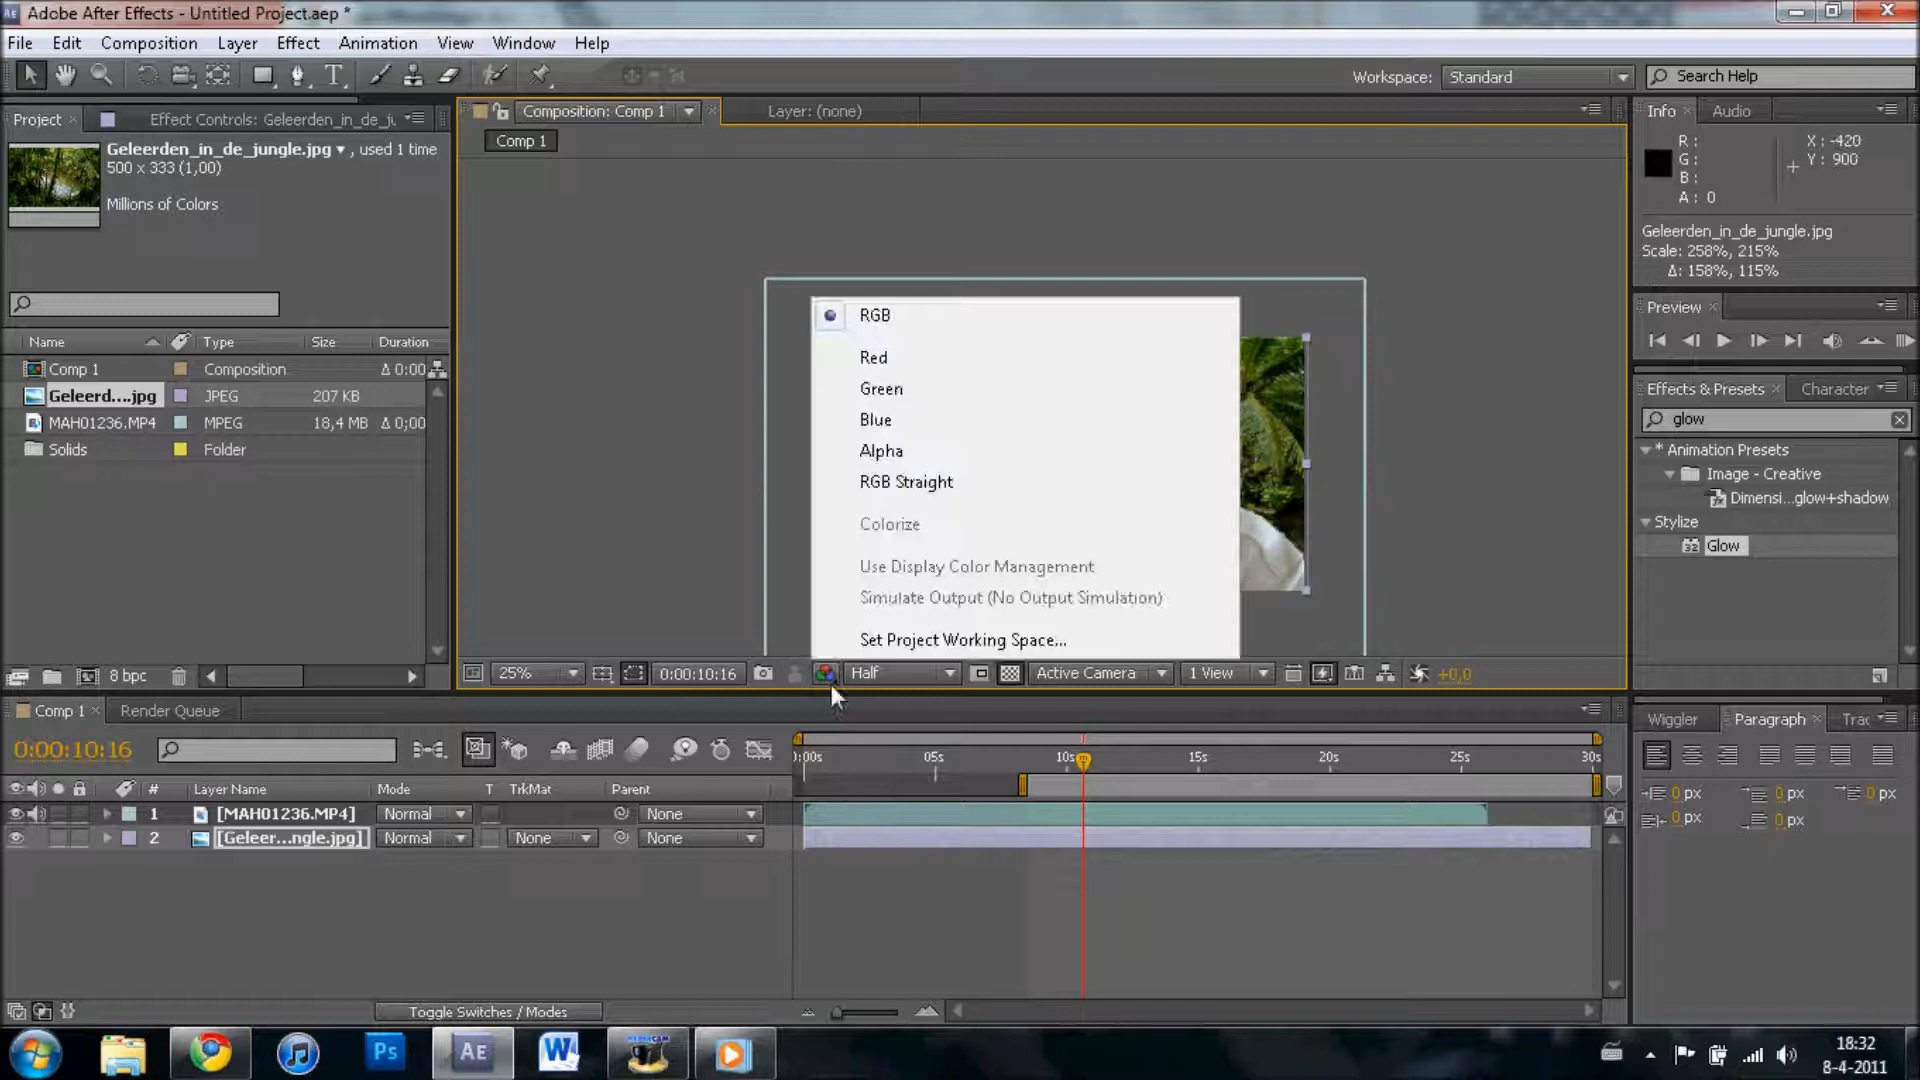 Adobe After Effects - Untitled Project.aep *
File Edit Composition Layer Effect Animation View Window Help
Workspace: Standard
Search Help
Project
Effect Controls: Geleerden_in_de_ju
Composition: Comp 1
Layer: (none)
Info
Audio
Geleerden_in_de_jungle.jpg ▾ , used 1 time
500 x 333 (1,00)
Millions of Colors
Comp 1
R :
G :
B :
A : 0
X : -420
Y : 900
Geleerden_in_de_jungle.jpg
Scale: 258%, 215%
Δ: 158%, 115%
Preview
Name Type Size Duration
Comp 1 Composition Δ 0:00
Geleerd....jpg JPEG 207 KB
MAH01236.MP4 MPEG 18,4 MB Δ 0;00
Solids Folder
RGB
Red
Green
Blue
Alpha
RGB Straight
Colorize
Use Display Color Management
Simulate Output (No Output Simulation)
Set Project Working Space...
Effects & Presets
Character
glow
* Animation Presets
Image - Creative
Dimensi...glow+shadow
Stylize
32 Glow
8 bpc
25% 0:00:10:16 Half Active Camera 1 View +0,0
Comp 1
Render Queue
Wiggler
Paragraph
Trac
0:00:10:16
):00s 05s 10s 15s 20s 25s 30s
# Layer Name Mode T TrkMat Parent
1 [MAH01236.MP4] Normal None
2 [Geleer...ngle.jpg] Normal None None
0 px 0 px 0 px
0 px 0 px
Toggle Switches / Modes
Ps AE W HYPERCAM
18:32
8-4-2011